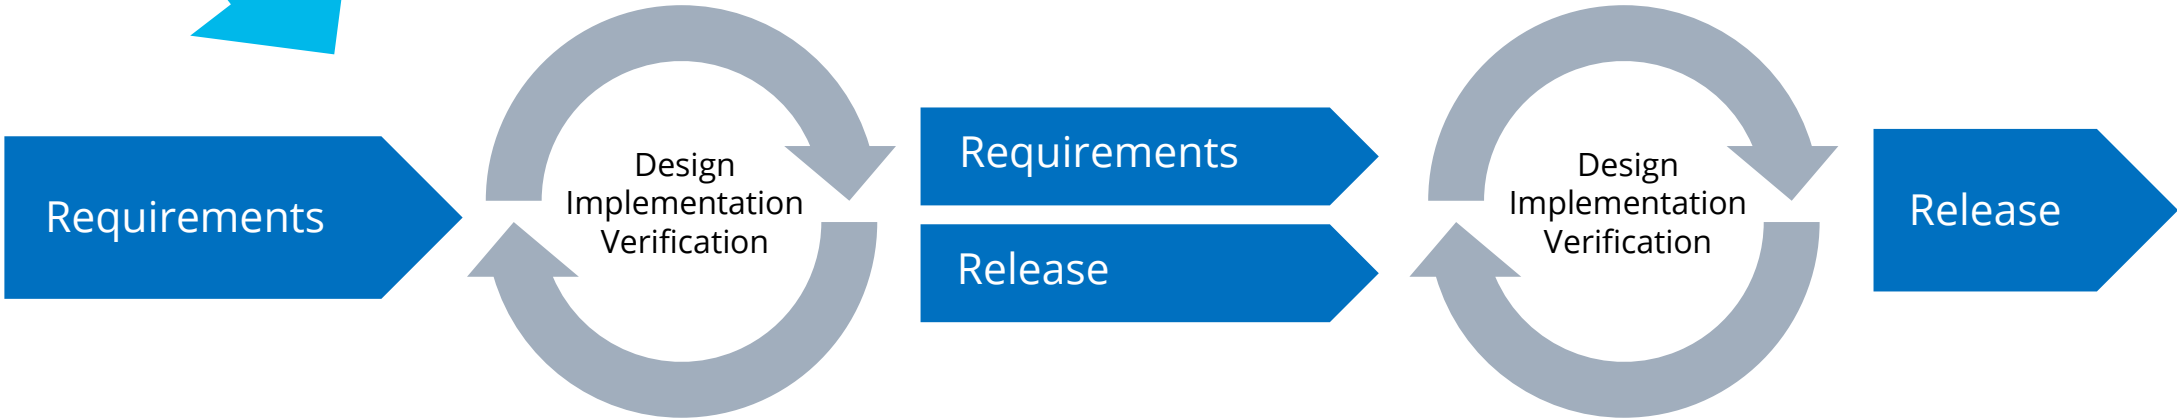 Requirements
Design
Implementation
Verification
Requirements
Release
Design
Implementation
Verification
Release